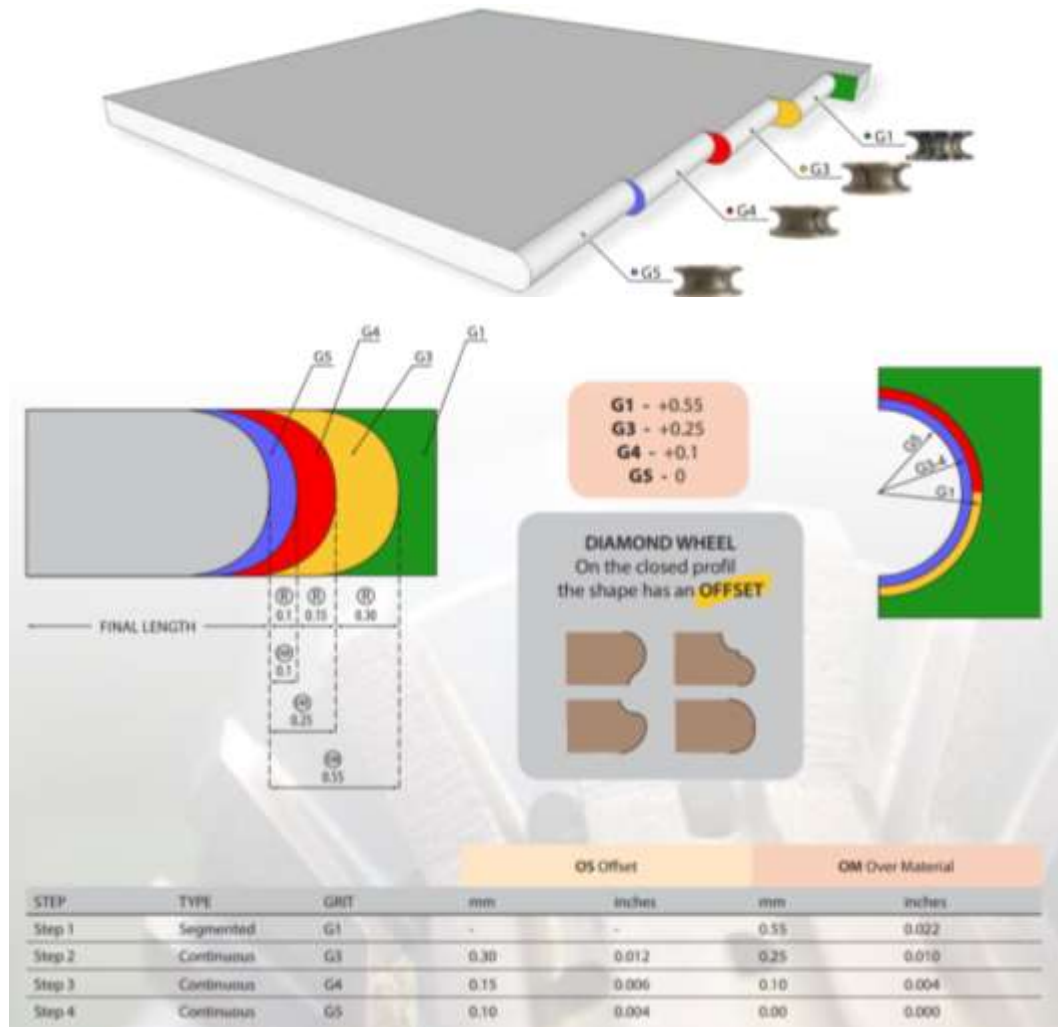 G1
G3
G4
G5
G4
G5
G3
G1
G1 - +0.55
G3 - +0.25
G4 - +0.1
G5 - 0
G5
G3-4
G1
DIAMOND WHEEL
On the closed profil
the shape has an OFFSET
R R R
FINAL LENGTH 0.1 0.15 0.30
0.1
0.25
0.55
OS Offset OM Over Material
STEP TYPE GRIT mm inches mm inches
Step 1 Segmented G1 - - 0.55 0.022
Step 2 Continuous G3 0.30 0.012 0.25 0.010
Step 3 Continuous G4 0.15 0.006 0.10 0.004
Step 4 Continuous G5 0.10 0.004 0.00 0.000